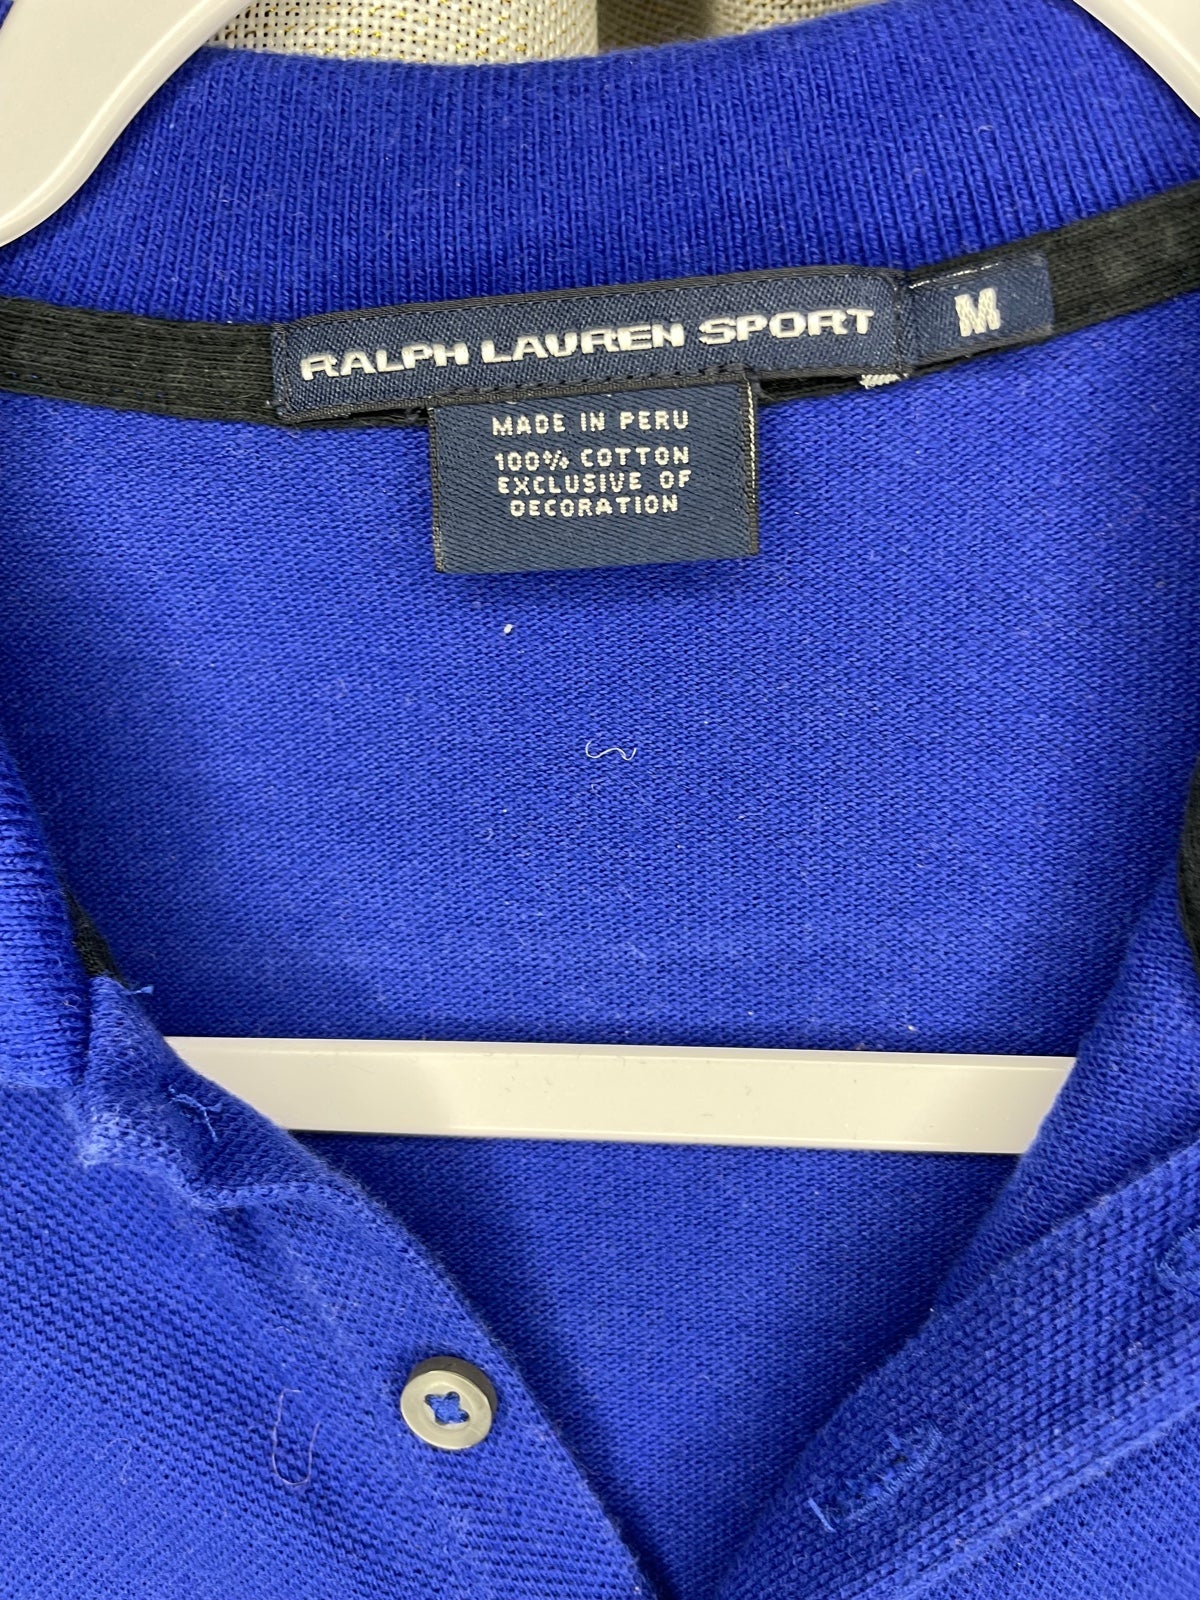 RALPH LAUREN SPORT M
MADE IN PERU
100% COTTON
EXCLUSIVE OF
DECORATION